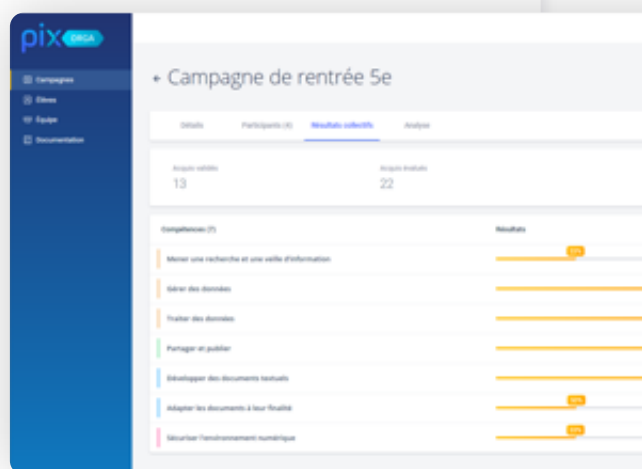 pix ORGA
Campagnes
Élèves
Équipe
Documentation
← Campagne de rentrée 5e
Détails Participants (4) Résultats collectifs Analyse
Acquis validés Acquis évalués
13 22
Compétences (7) Résultats
Mener une recherche et une veille d'information
Gérer des données
Traiter des données
Partager et publier
Développer des documents textuels
Adapter les documents à leur finalité
Sécuriser l'environnement numérique